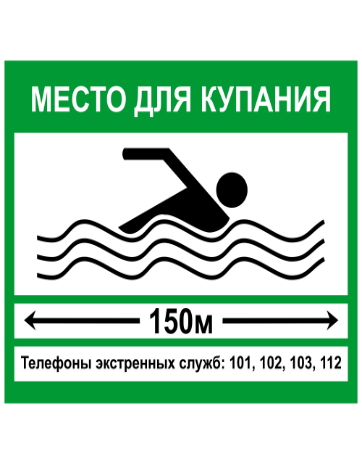 МЕСТО ДЛЯ КУПАНИЯ
150м
Телефоны экстренных служб: 101, 102, 103, 112